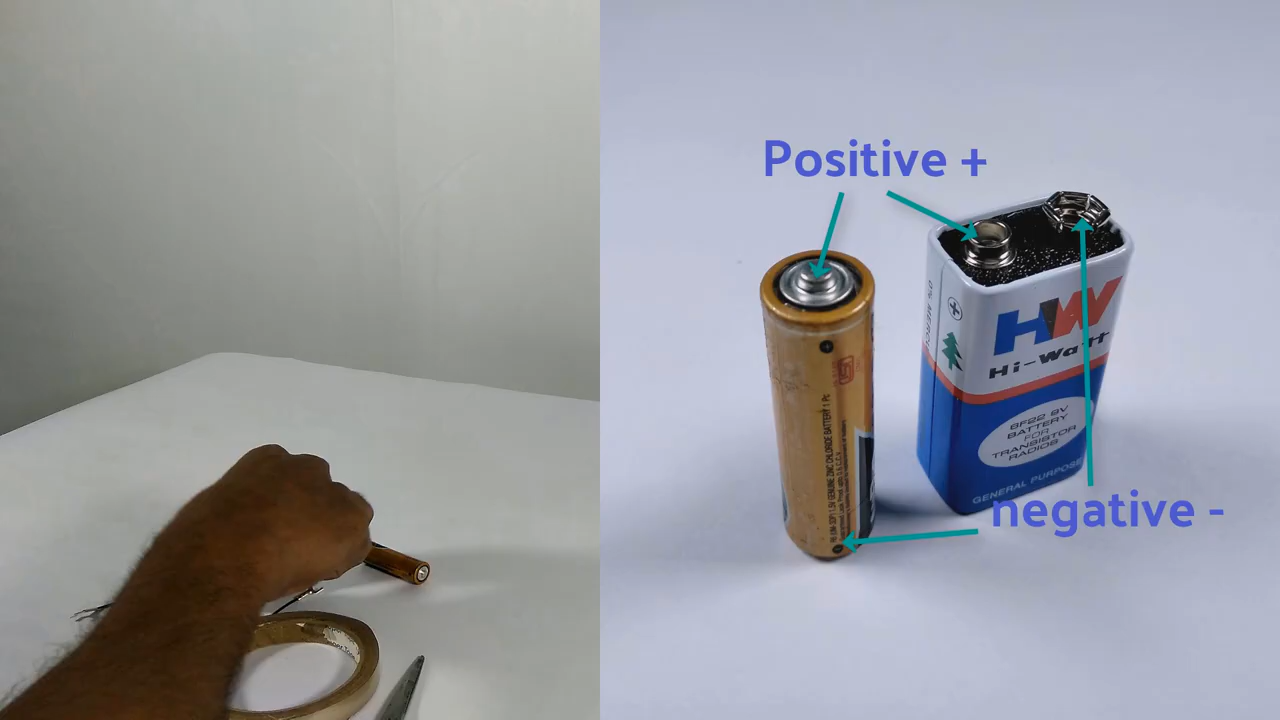 Positive +
HW
Hi-Watt
6F22 9V
BATTERY
FOR
TRANSISTOR
RADIOS
GENERAL PURPOSE
negative -